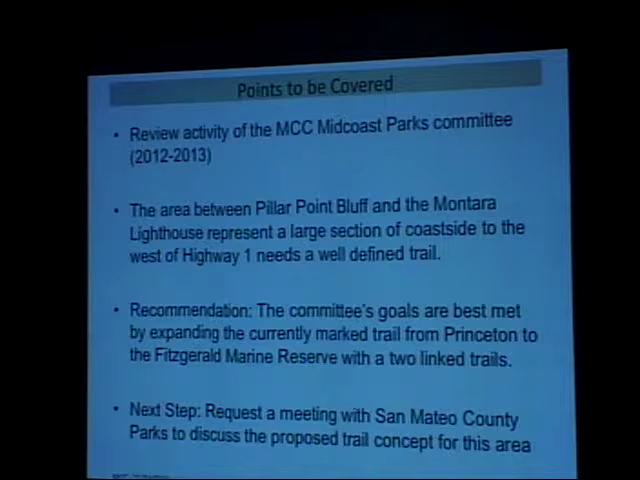 Points to be Covered
• Review activity of the MCC Midcoast Parks committee
(2012-2013)
• The area between Pillar Point Bluff and the Montara
Lighthouse represent a large section of coastside to the
west of Highway 1 needs a well defined trail.
• Recommendation: The committee's goals are best met
by expanding the currently marked trail from Princeton to
the Fitzgerald Marine Reserve with a two linked trails.
• Next Step: Request a meeting with San Mateo County
Parks to discuss the proposed trail concept for this area